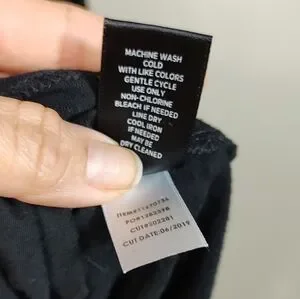 MACHINE WASH
COLD
WITH LIKE COLORS
GENTLE CYCLE
USE ONLY
NON-CHLORINE
BLEACH IF NEEDED
LINE DRY
COOL IRON
IF NEEDED
MAY BE
DRY CLEANED
CUT DATE:06/2019